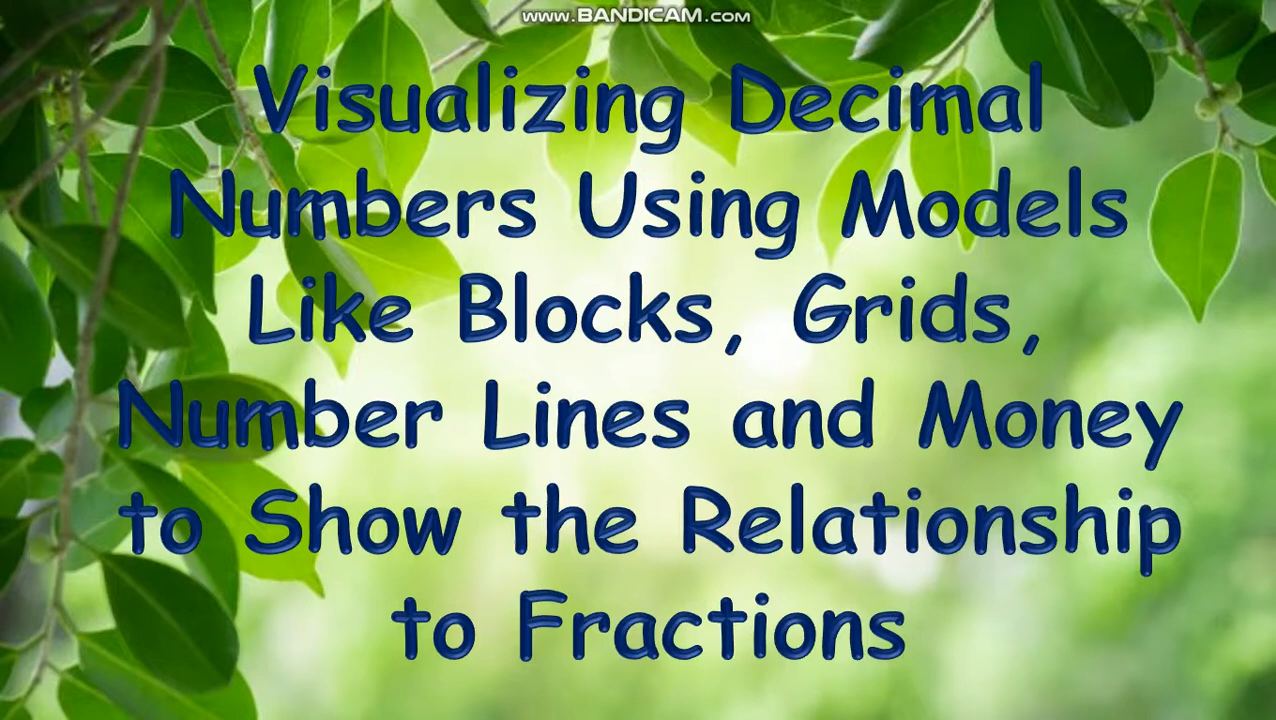 www.BANDICAM.com
Visualizing Decimal
Numbers Using Models
Like Blocks, Grids,
Number Lines and Money
to Show the Relationship
to Fractions